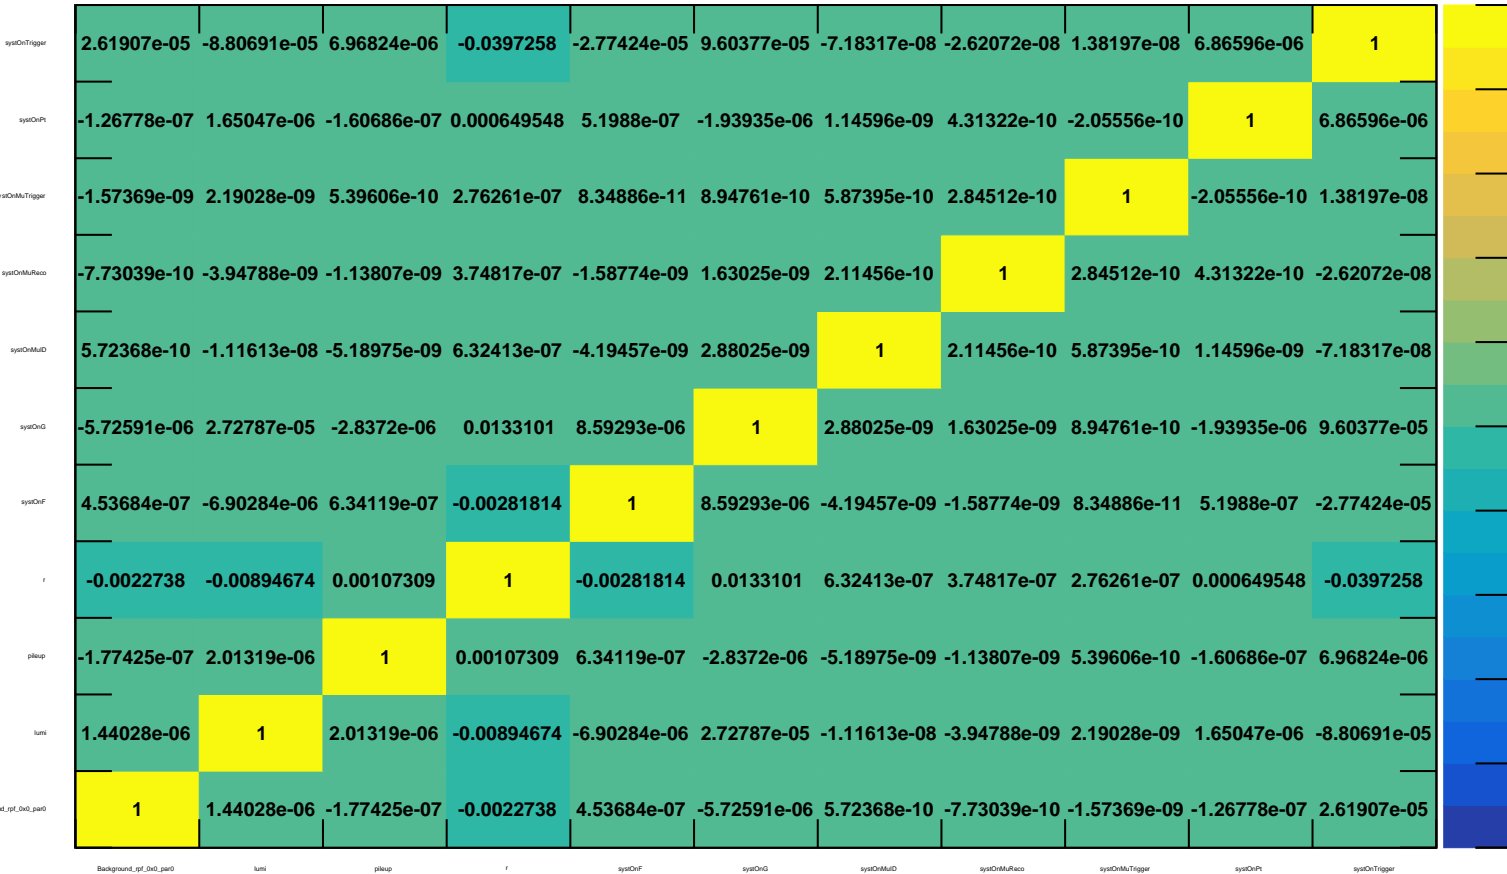 systOnTrigger 2.61907e-05 -8.80691e-05 6.96824e-06 -0.0397258 -2.77424e-05 9.60377e-05 -7.18317e-08 -2.62072e-08 1.38197e-08 6.86596e-06 1
systOnPt -1.26778e-07 1.65047e-06 -1.60686e-07 0.000649548 5.1988e-07 -1.93935e-06 1.14596e-09 4.31322e-10 -2.05556e-10 1 6.86596e-06
stOnMuTrigger -1.57369e-09 2.19028e-09 5.39606e-10 2.76261e-07 8.34886e-11 8.94761e-10 5.87395e-10 2.84512e-10 1 -2.05556e-10 1.38197e-08
systOnMuReco -7.73039e-10 -3.94788e-09 -1.13807e-09 3.74817e-07 -1.58774e-09 1.63025e-09 2.11456e-10 1 2.84512e-10 4.31322e-10 -2.62072e-08
systOnMuID 5.72368e-10 -1.11613e-08 -5.18975e-09 6.32413e-07 -4.19457e-09 2.88025e-09 1 2.11456e-10 5.87395e-10 1.14596e-09 -7.18317e-08
systOnG -5.72591e-06 2.72787e-05 -2.8372e-06 0.0133101 8.59293e-06 1 2.88025e-09 1.63025e-09 8.94761e-10 -1.93935e-06 9.60377e-05
systOnF 4.53684e-07 -6.90284e-06 6.34119e-07 -0.00281814 1 8.59293e-06 -4.19457e-09 -1.58774e-09 8.34886e-11 5.1988e-07 -2.77424e-05
r -0.0022738 -0.00894674 0.00107309 1 -0.00281814 0.0133101 6.32413e-07 3.74817e-07 2.76261e-07 0.000649548 -0.0397258
pileup -1.77425e-07 2.01319e-06 1 0.00107309 6.34119e-07 -2.8372e-06 -5.18975e-09 -1.13807e-09 5.39606e-10 -1.60686e-07 6.96824e-06
lumi 1.44028e-06 1 2.01319e-06 -0.00894674 -6.90284e-06 2.72787e-05 -1.11613e-08 -3.94788e-09 2.19028e-09 1.65047e-06 -8.80691e-05
d_rpf_0x0_par0 1 1.44028e-06 -1.77425e-07 -0.0022738 4.53684e-07 -5.72591e-06 5.72368e-10 -7.73039e-10 -1.57369e-09 -1.26778e-07 2.61907e-05
Background_rpf_0x0_par0 lumi pileup r systOnF systOnG systOnMuID systOnMuReco systOnMuTrigger systOnPt systOnTrigger